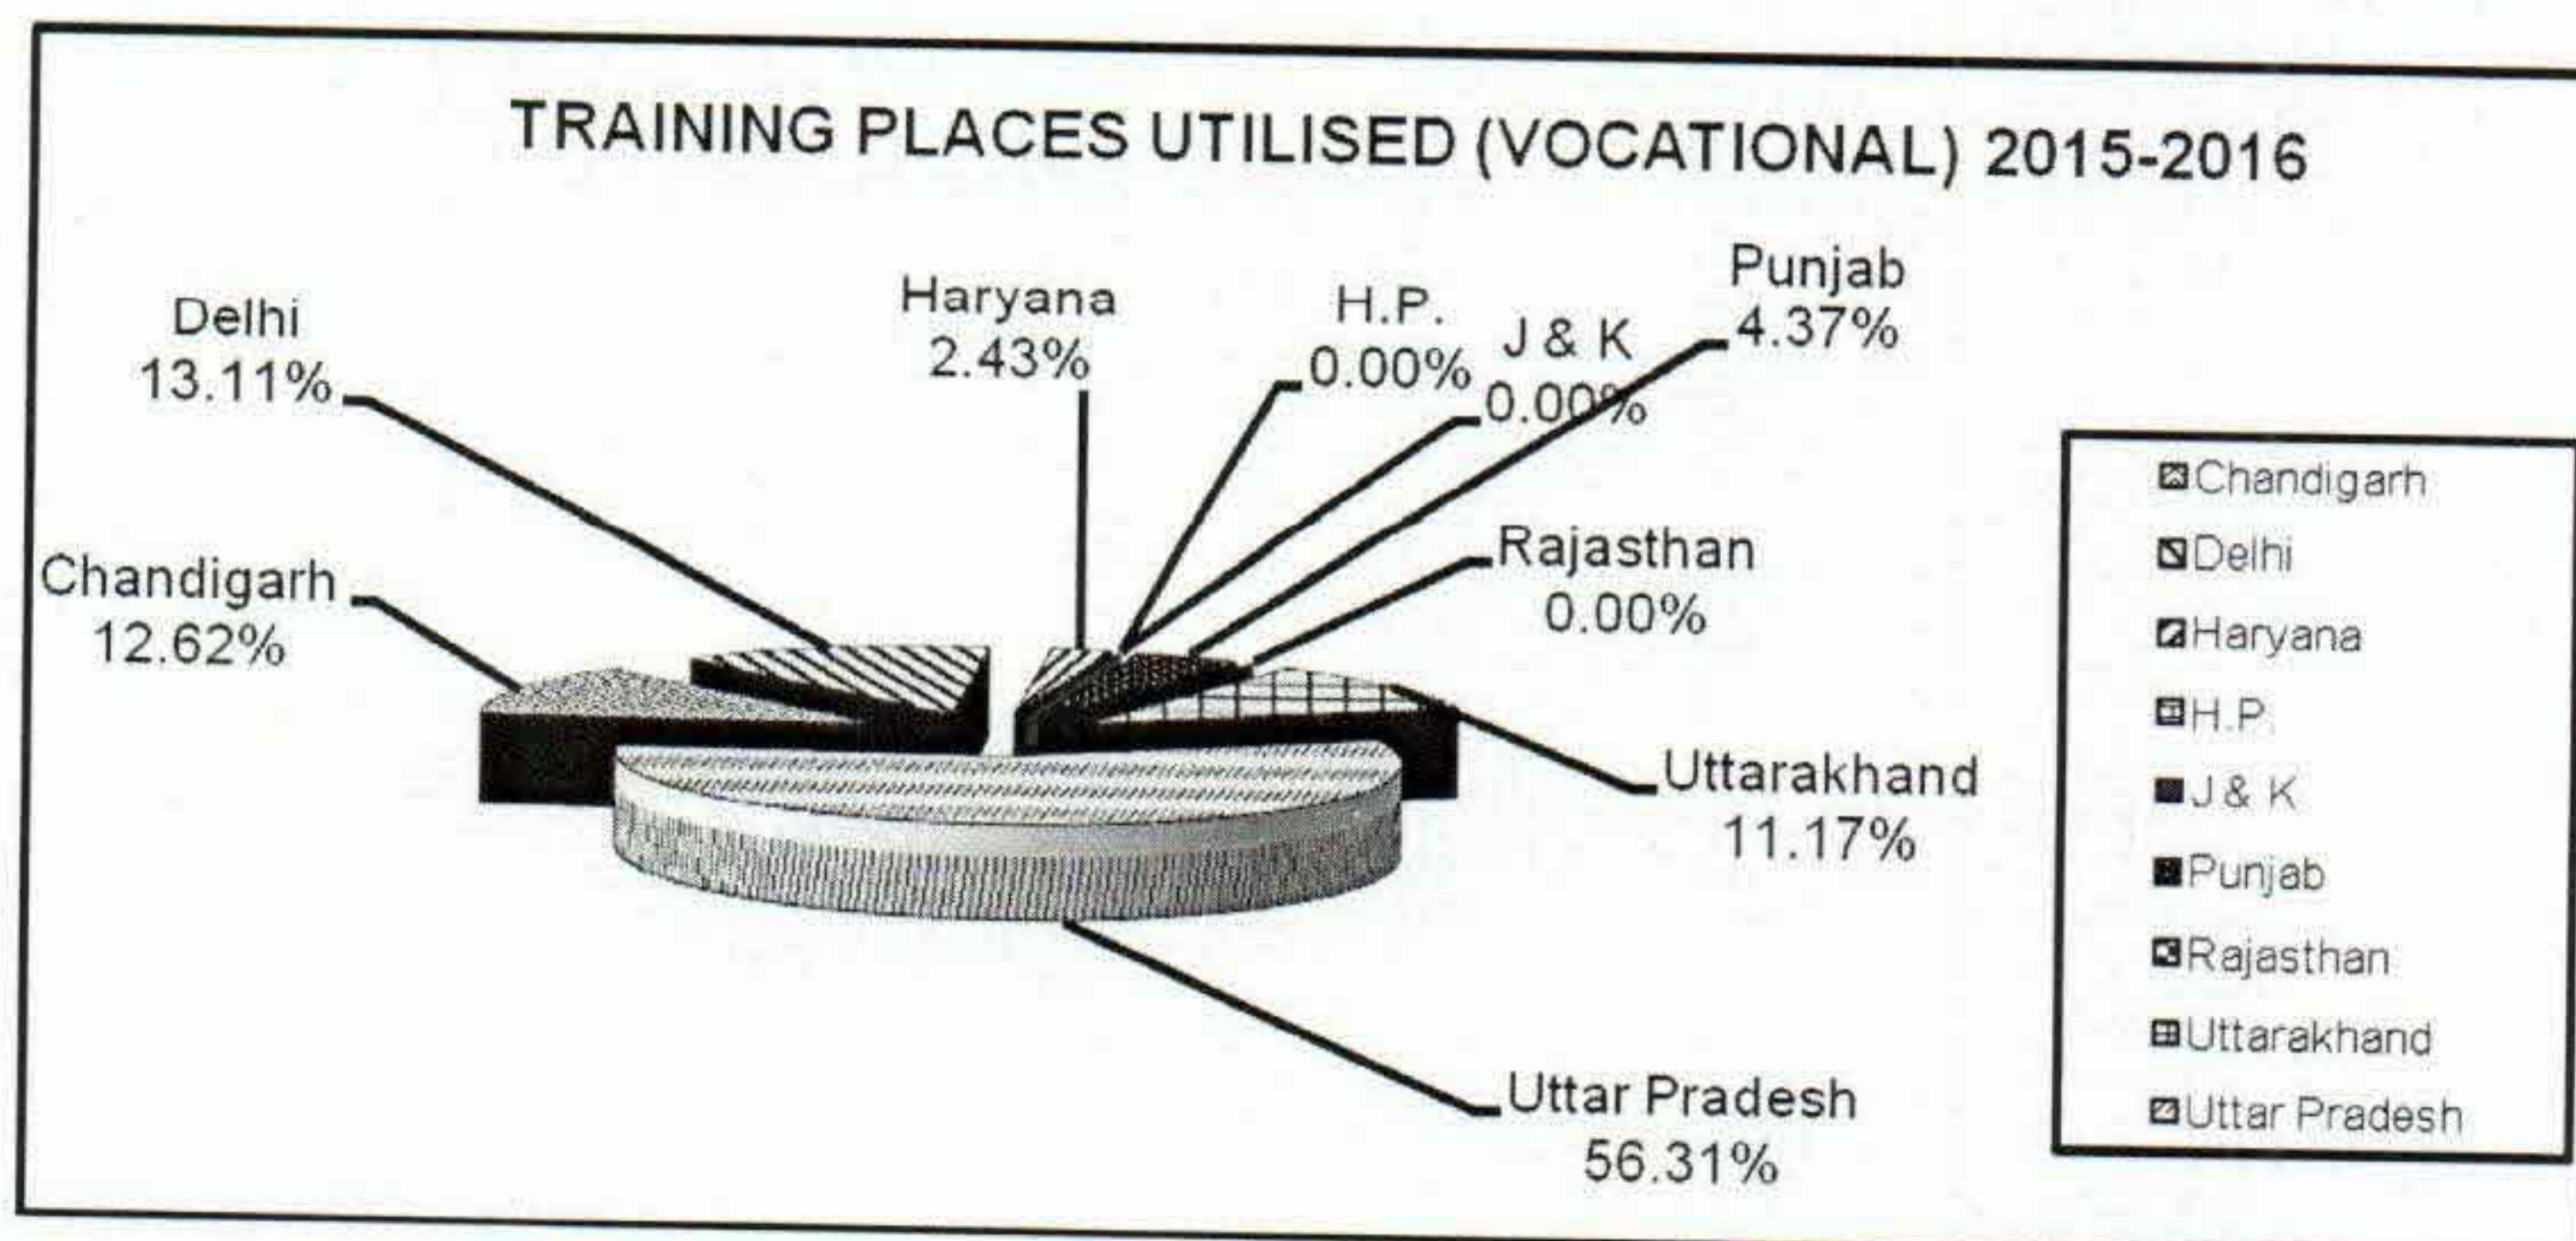 TRAINING PLACES UTILISED (VOCATIONAL) 2015-2016
Delhi
13.11%
Haryana
2.43%
H.P.
0.00%
J & K
0.00%
Punjab
4.37%
Chandigarh
12.62%
Rajasthan
0.00%
Uttarakhand
11.17%
Uttar Pradesh
56.31%
Chandigarh
Delhi
Haryana
H.P.
J & K
Punjab
Rajasthan
Uttarakhand
Uttar Pradesh